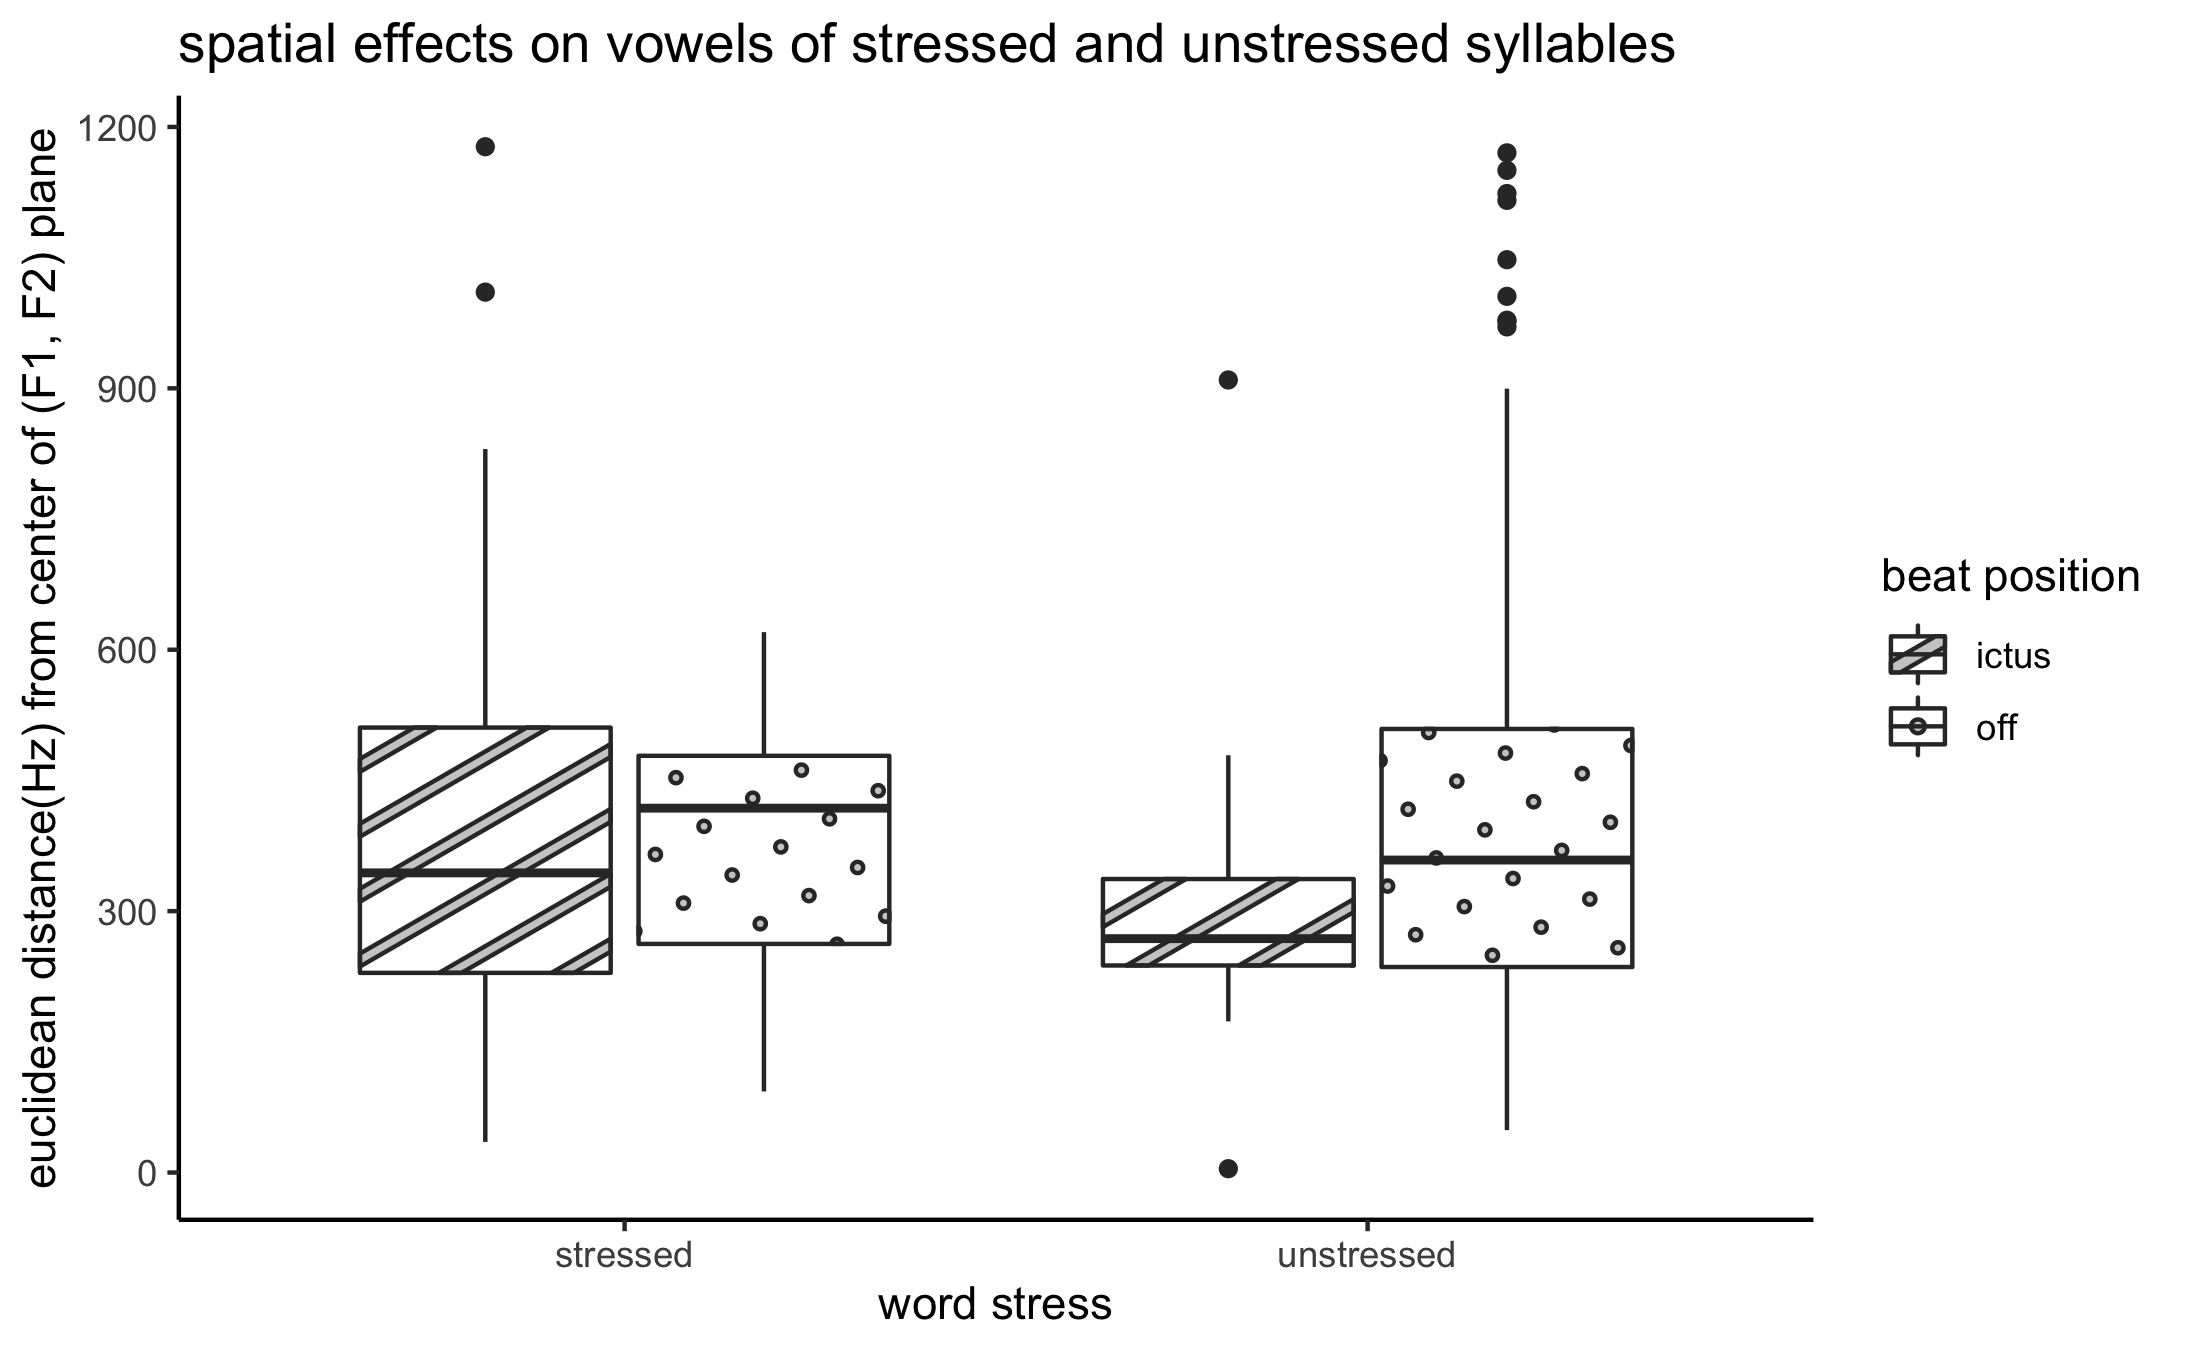 spatial effects on vowels of stressed and unstressed syllables
euclidean distance(Hz) from center of (F1, F2) plane
1200
900
600
300
0
stressed
unstressed
word stress
beat position
ictus
off